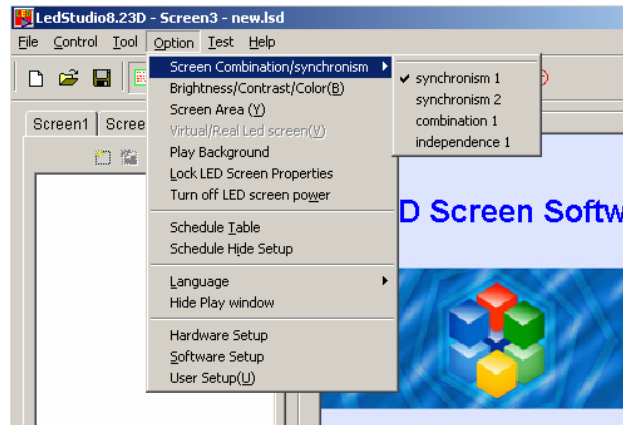 LedStudio8.23D - Screen3 - new.lsd
File Control Tool Option Test Help
Screen Combination/synchronism
Brightness/Contrast/Color(B)
Screen Area (Y)
Virtual/Real Led screen(V)
Play Background
Lock LED Screen Properties
Turn off LED screen power
Schedule Table
Schedule Hide Setup
Language
Hide Play window
Hardware Setup
Software Setup
User Setup(U)
synchronism 1
synchronism 2
combination 1
independence 1
Screen1 Scree
D Screen Softw